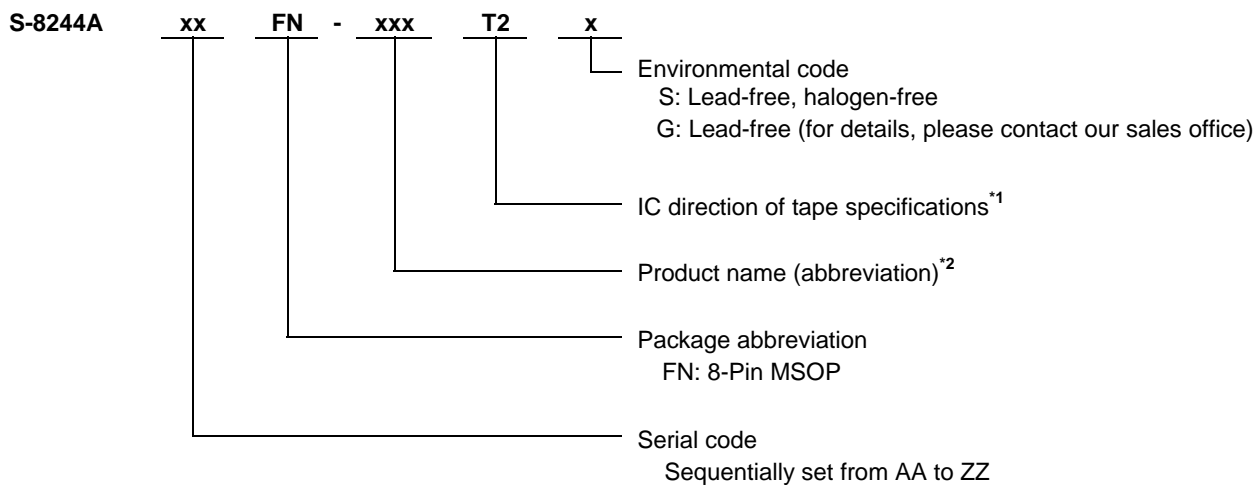 S-8244A xx FN - xxx T2 x
Environmental code
S: Lead-free, halogen-free
G: Lead-free (for details, please contact our sales office)
IC direction of tape specifications*1
Product name (abbreviation)*2
Package abbreviation
FN: 8-Pin MSOP
Serial code
Sequentially set from AA to ZZ